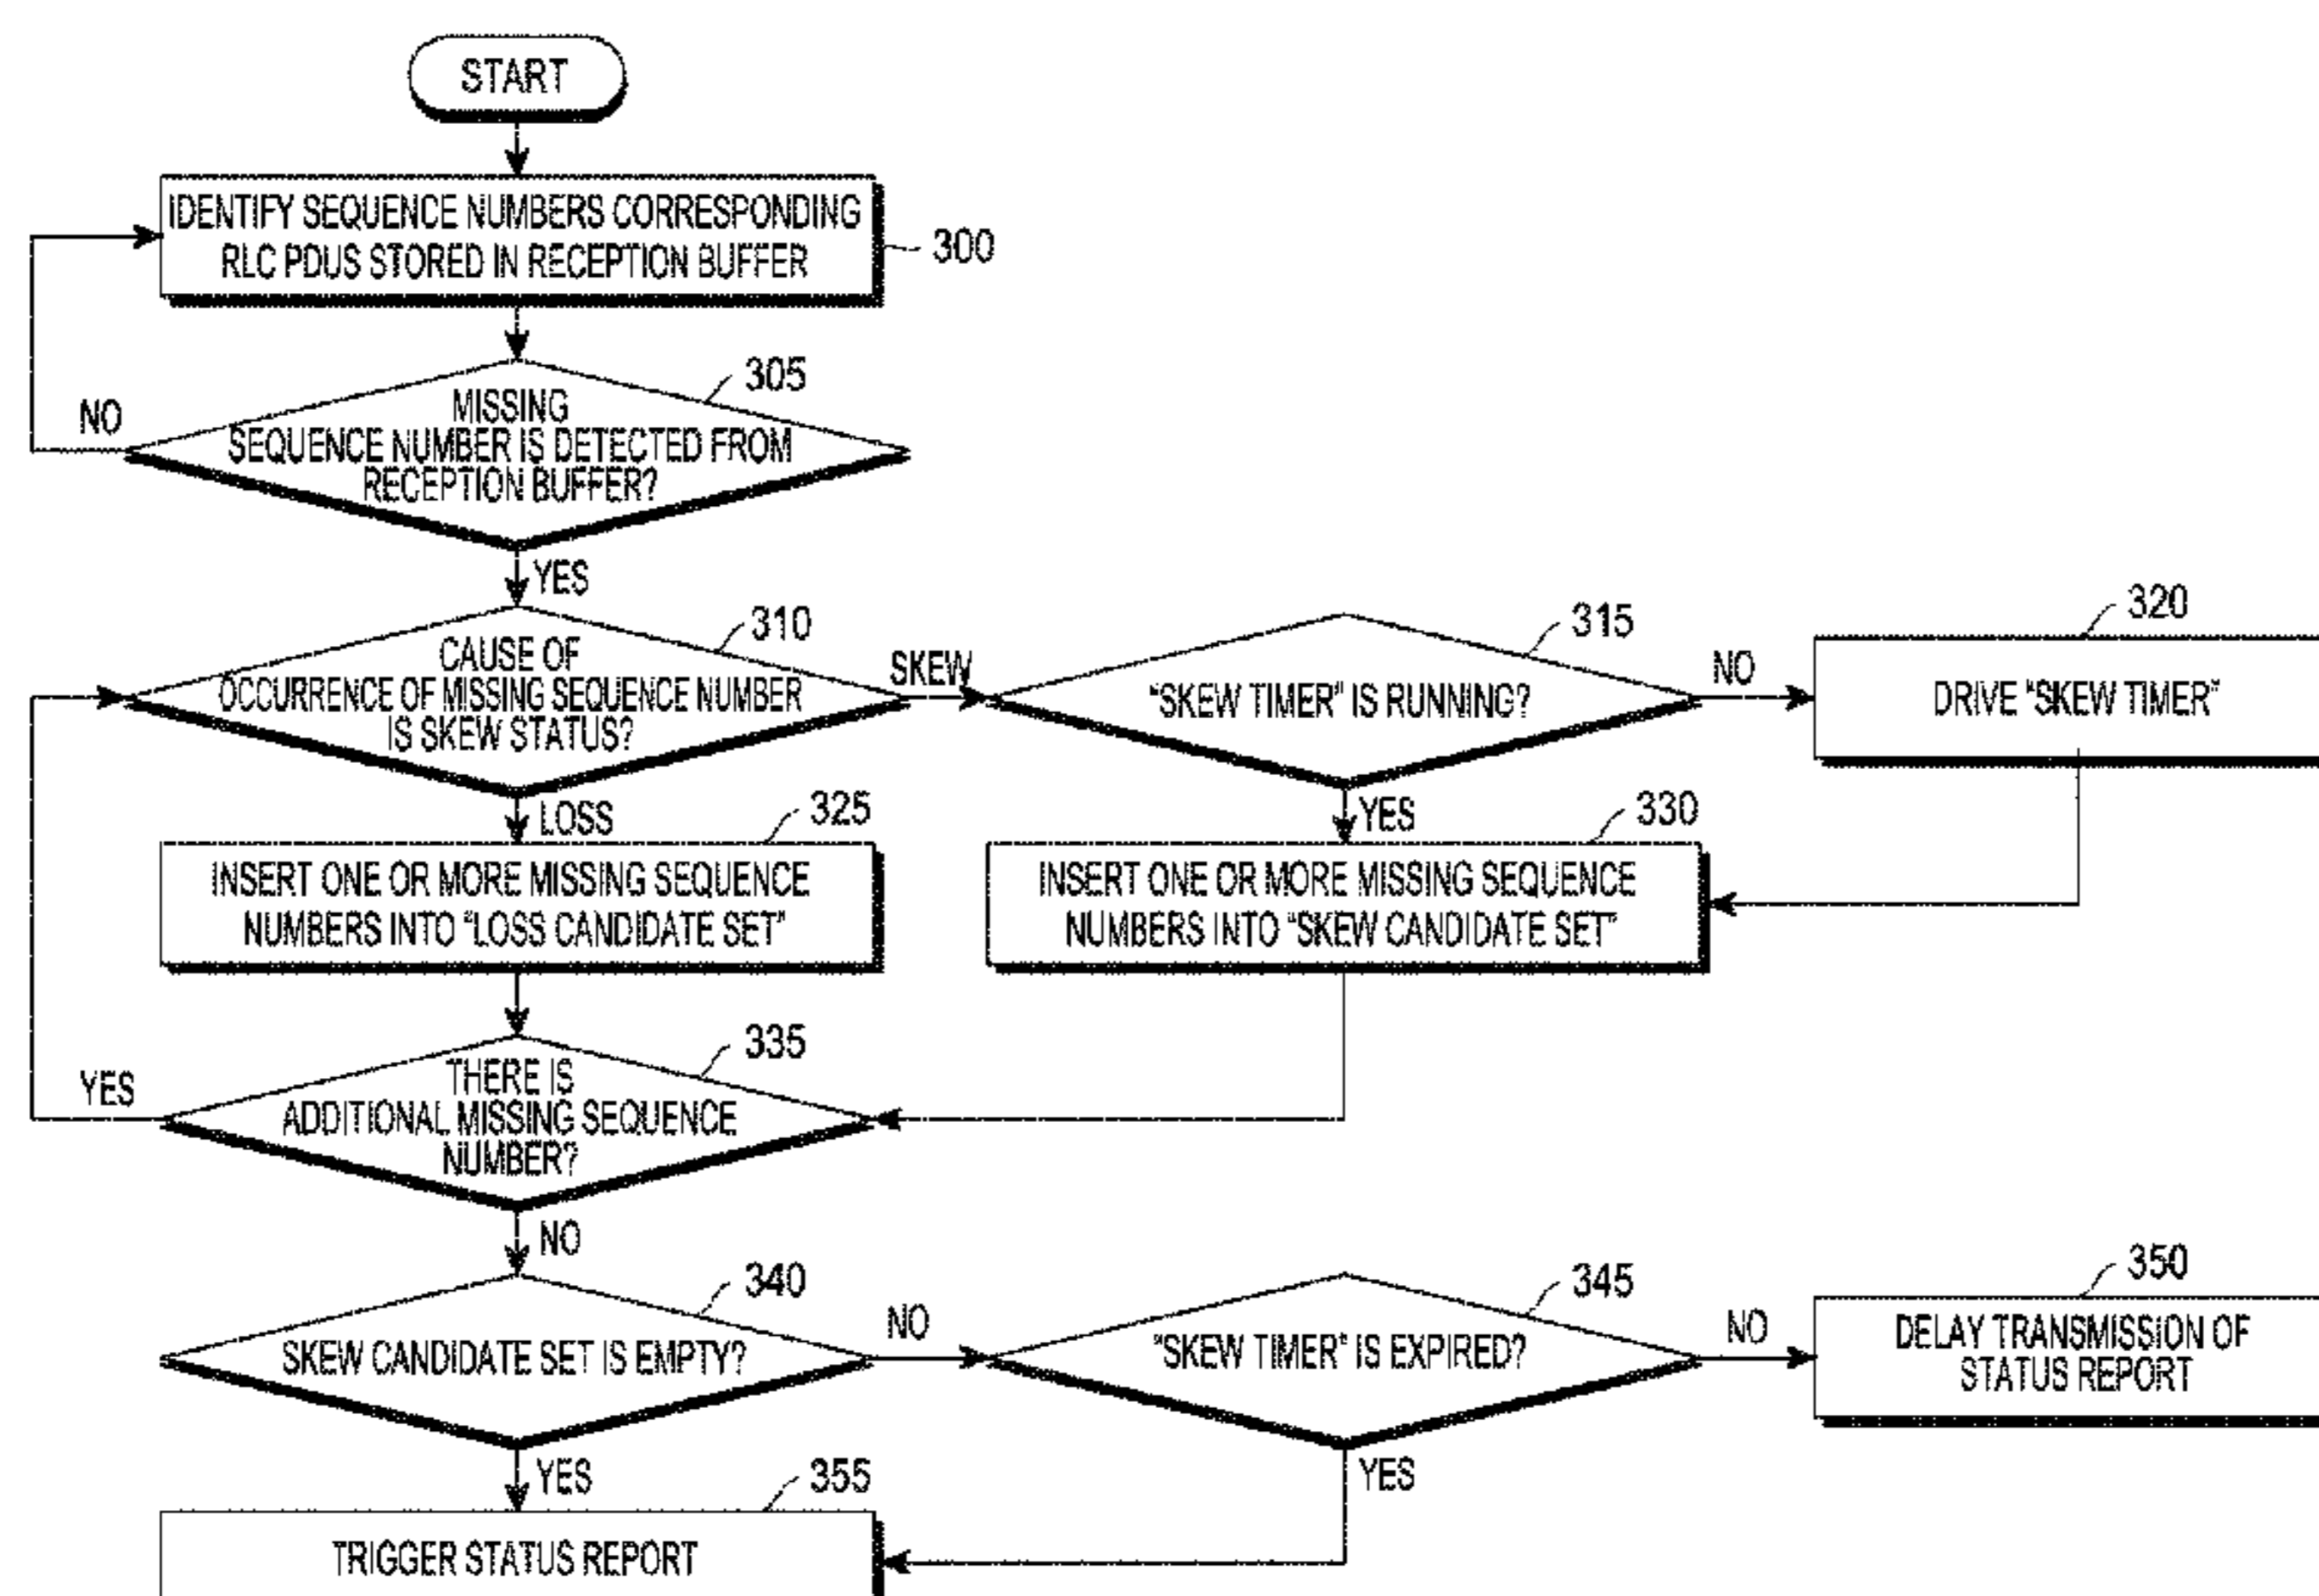 START
IDENTIFY SEQUENCE NUMBERS CORRESPONDING
RLC PDUS STORED IN RECEPTION BUFFER
300
305
MISSING
SEQUENCE NUMBER IS DETECTED FROM
RECEPTION BUFFER?
NO
YES
310
CAUSE OF
OCCURRENCE OF MISSING SEQUENCE NUMBER
IS SKEW STATUS?
SKEW
315
"SKEW TIMER" IS RUNNING?
NO
320
DRIVE "SKEW TIMER"
LOSS
325
INSERT ONE OR MORE MISSING SEQUENCE
NUMBERS INTO "LOSS CANDIDATE SET"
YES
330
INSERT ONE OR MORE MISSING SEQUENCE
NUMBERS INTO "SKEW CANDIDATE SET"
335
THERE IS
ADDITIONAL MISSING SEQUENCE
NUMBER?
YES
NO
340
SKEW CANDIDATE SET IS EMPTY?
NO
345
"SKEW TIMER" IS EXPIRED?
NO
350
DELAY TRANSMISSION OF
STATUS REPORT
YES
355
YES
TRIGGER STATUS REPORT